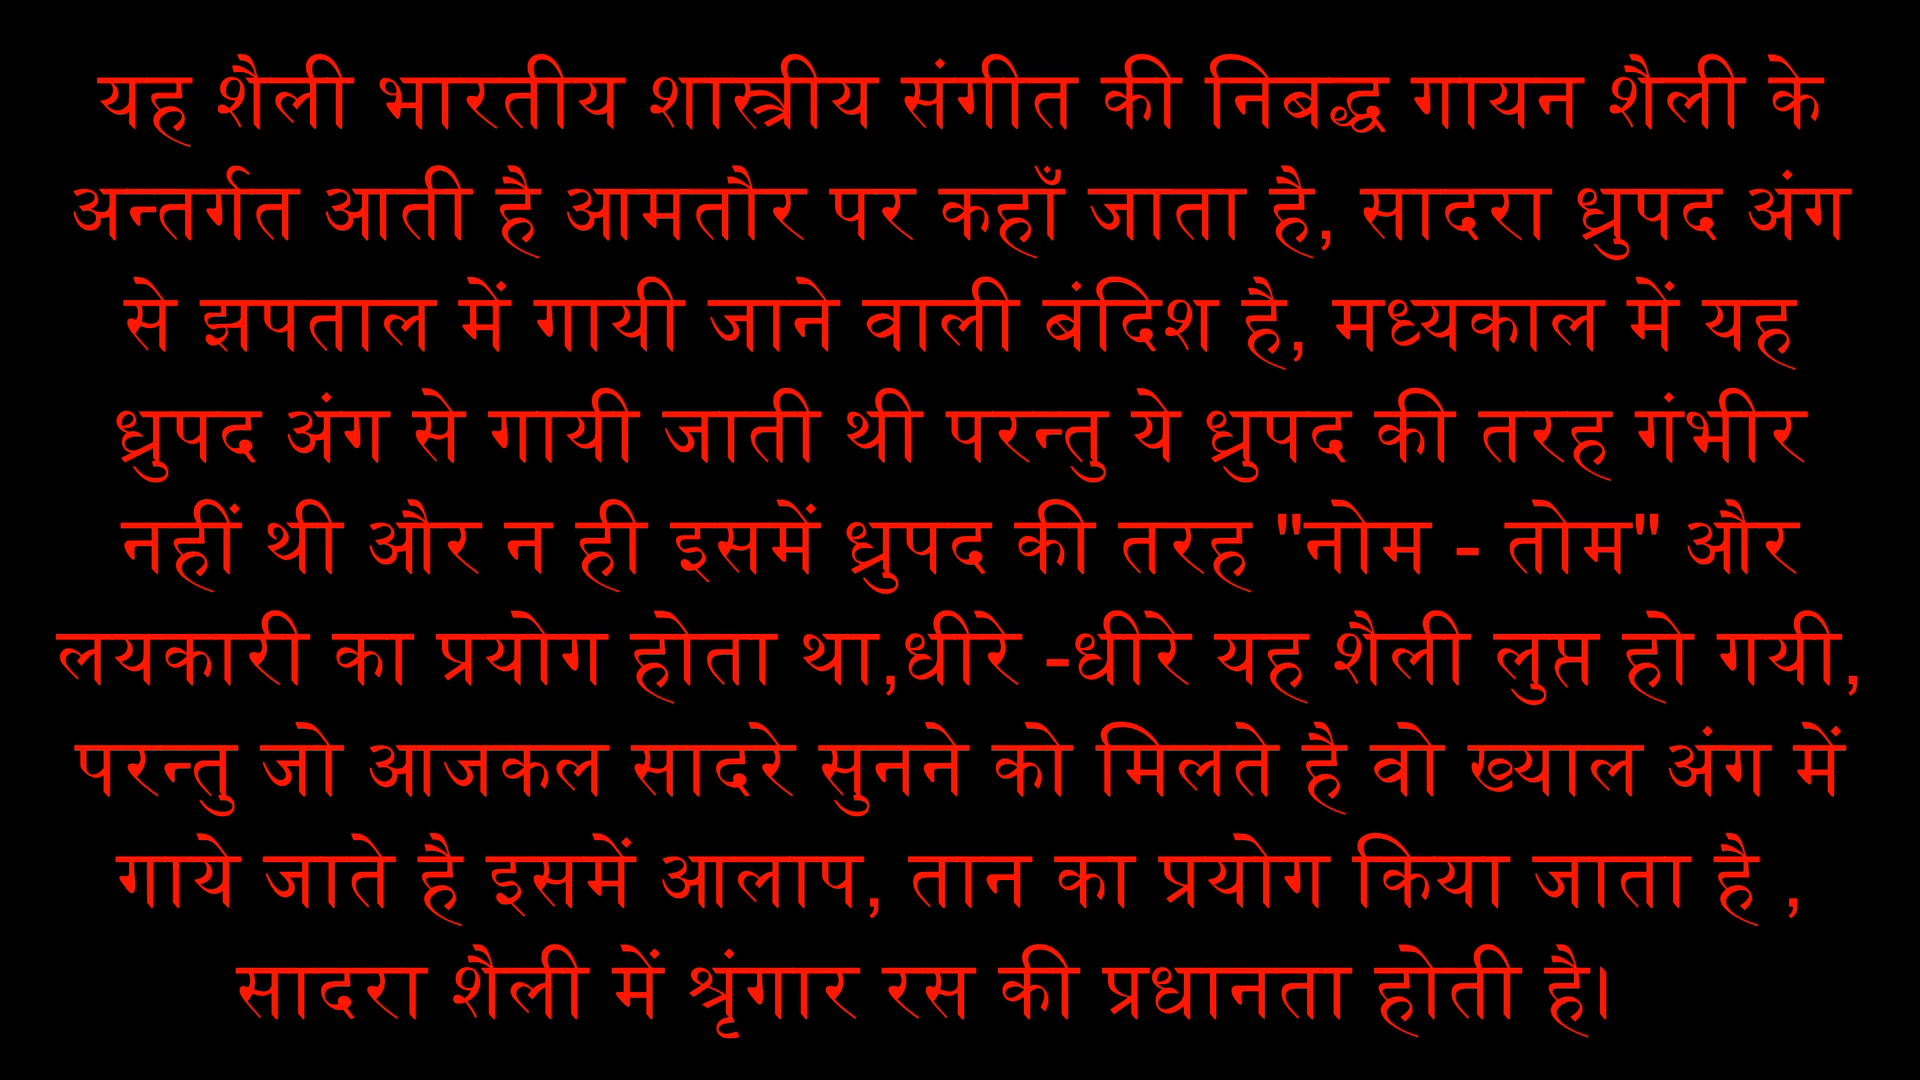 यह शैली भारतीय शास्त्रीय संगीत की निबद्ध गायन शैली के
अन्तर्गत आती है आमतौर पर कहाँ जाता है, सादरा ध्रुपद अंग
से झपताल में गायी जाने वाली बंदिश है, मध्यकाल में यह
ध्रुपद अंग से गायी जाती थी परन्तु ये ध्रुपद की तरह गंभीर
नहीं थी और न ही इसमें ध्रुपद की तरह "नोम - तोम" और
लयकारी का प्रयोग होता था,धीरे -धीरे यह शैली लुप्त हो गयी,
परन्तु जो आजकल सादरे सुनने को मिलते है वो ख्याल अंग में
गाये जाते है इसमें आलाप, तान का प्रयोग किया जाता है ,
सादरा शैली में श्रृंगार रस की प्रधानता होती है।